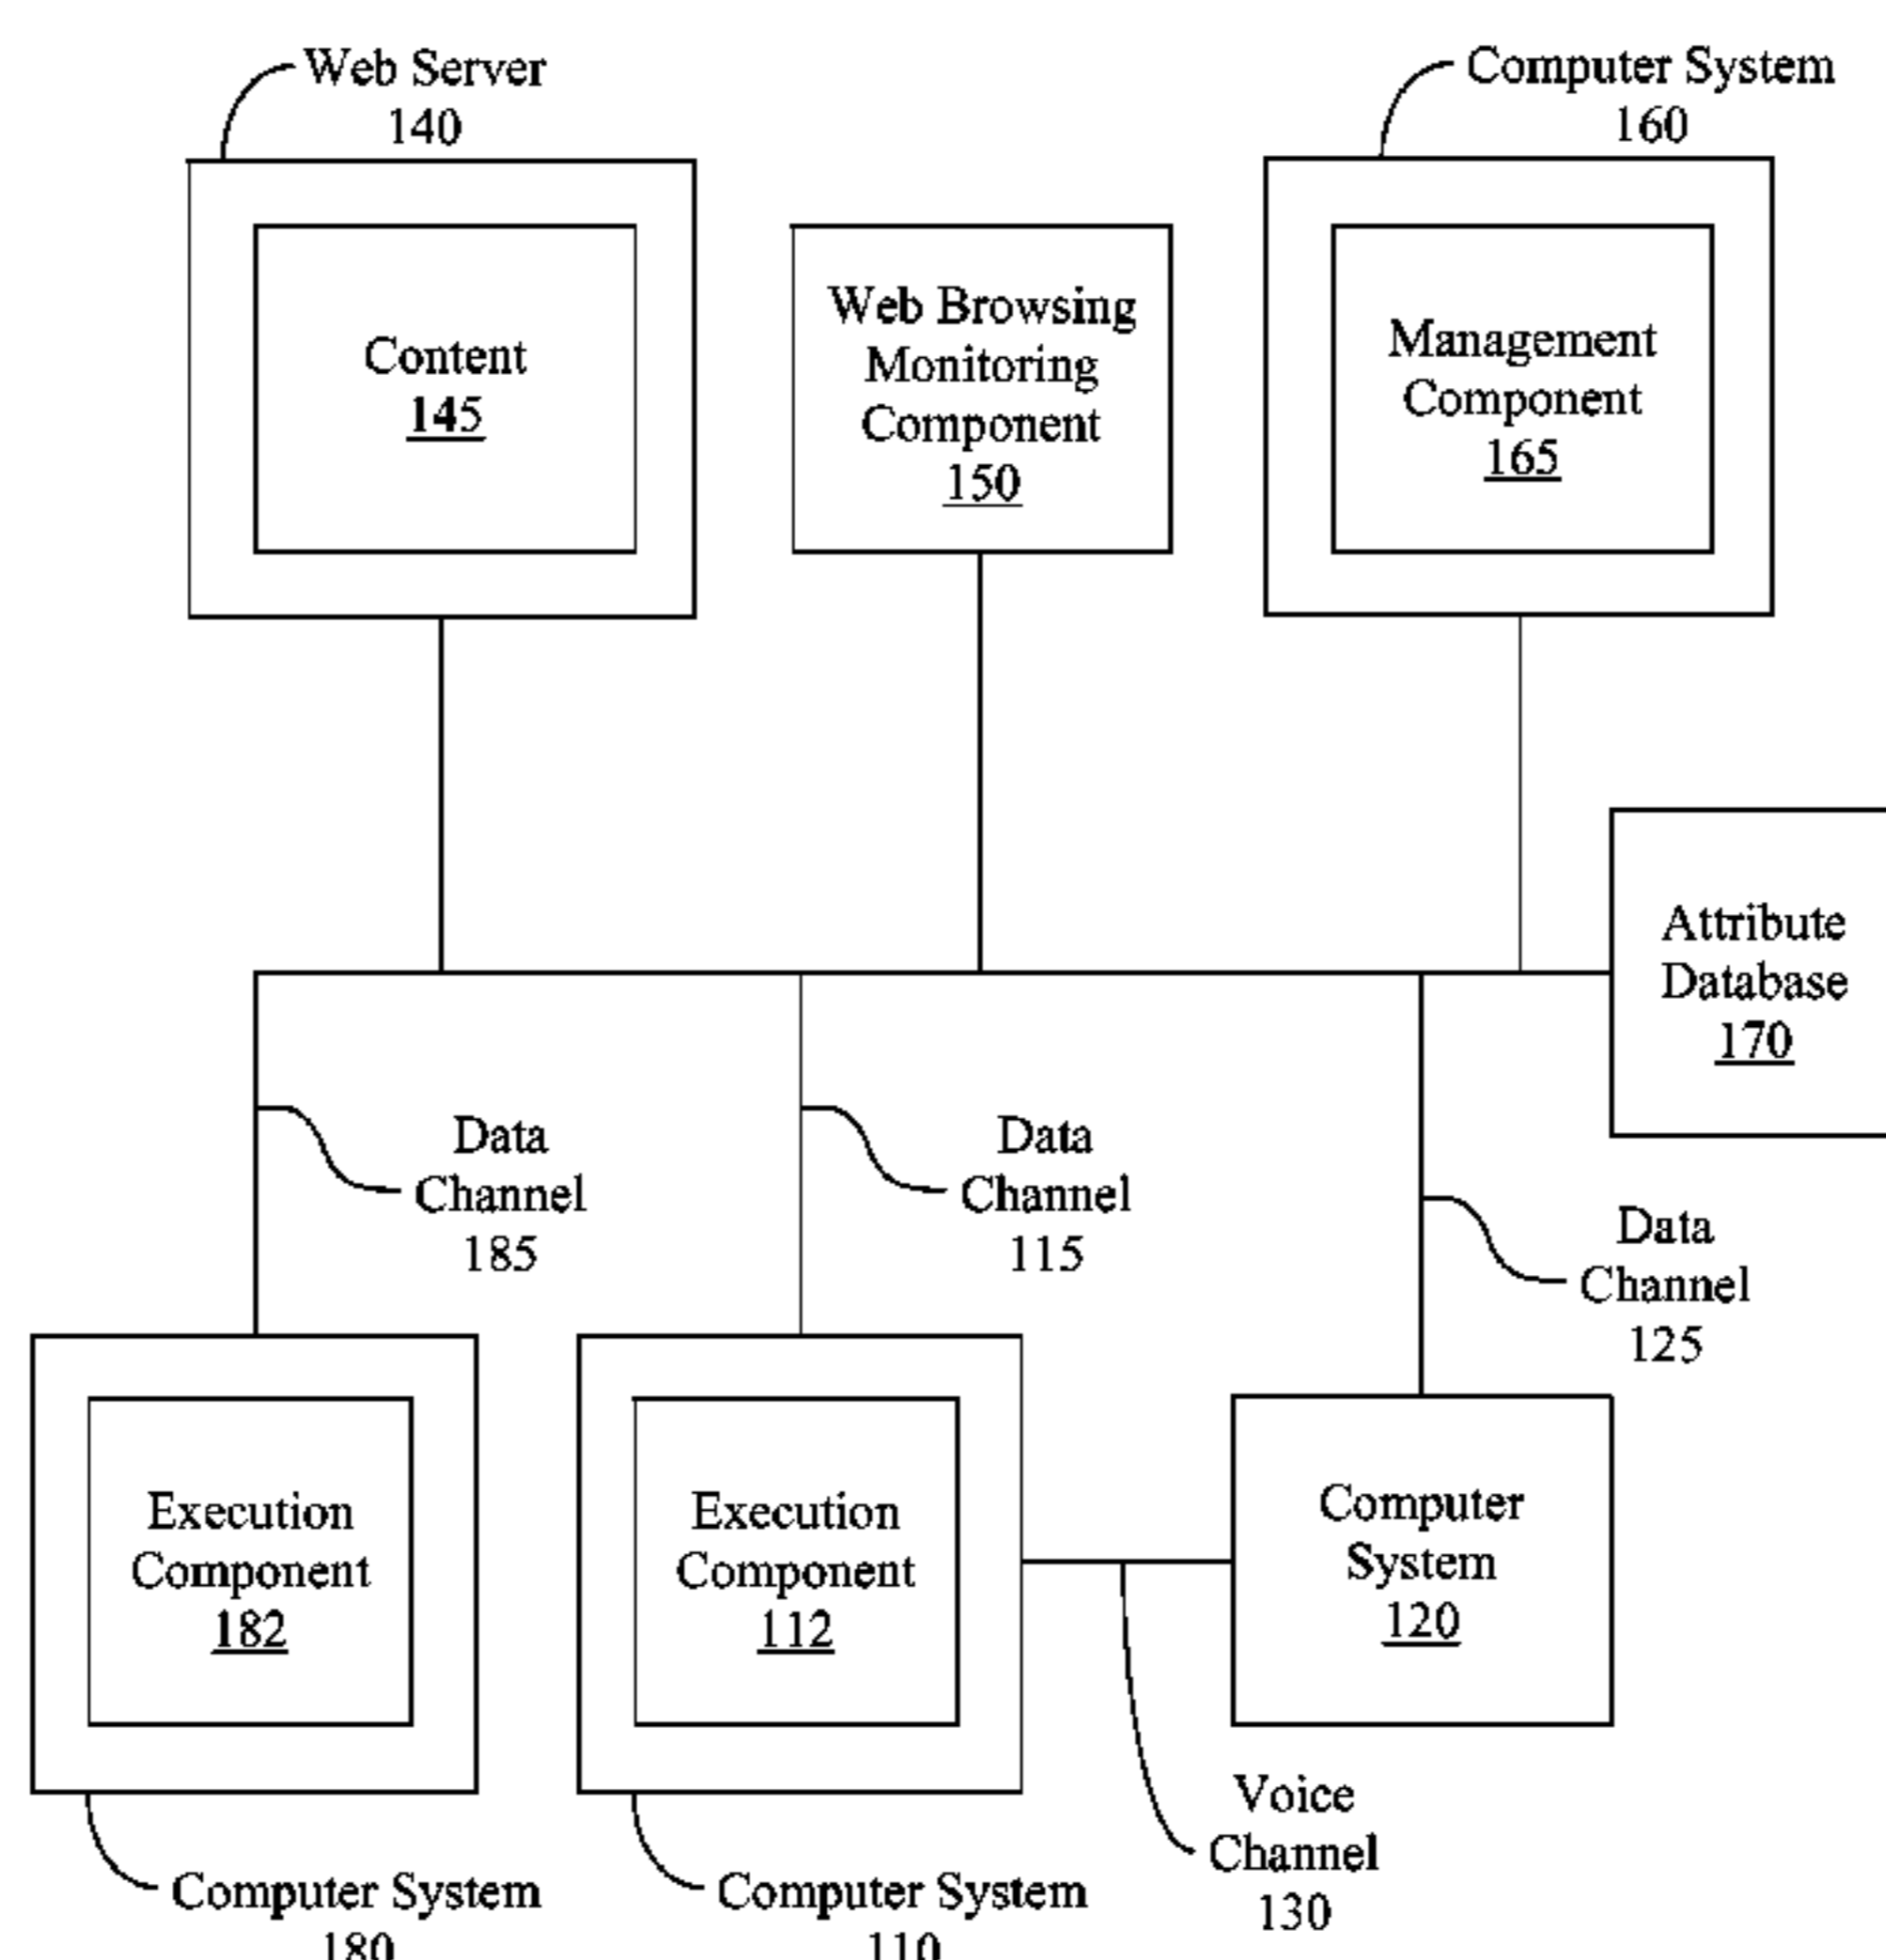 Web Server
140
Computer System
160
Content
145
Web Browsing
Monitoring
Component
150
Management
Component
165
Attribute
Database
170
Data
Channel
185
Data
Channel
115
Data
Channel
125
Execution
Component
182
Execution
Component
112
Computer
System
120
Voice
Channel
130
Computer System
180
Computer System
110